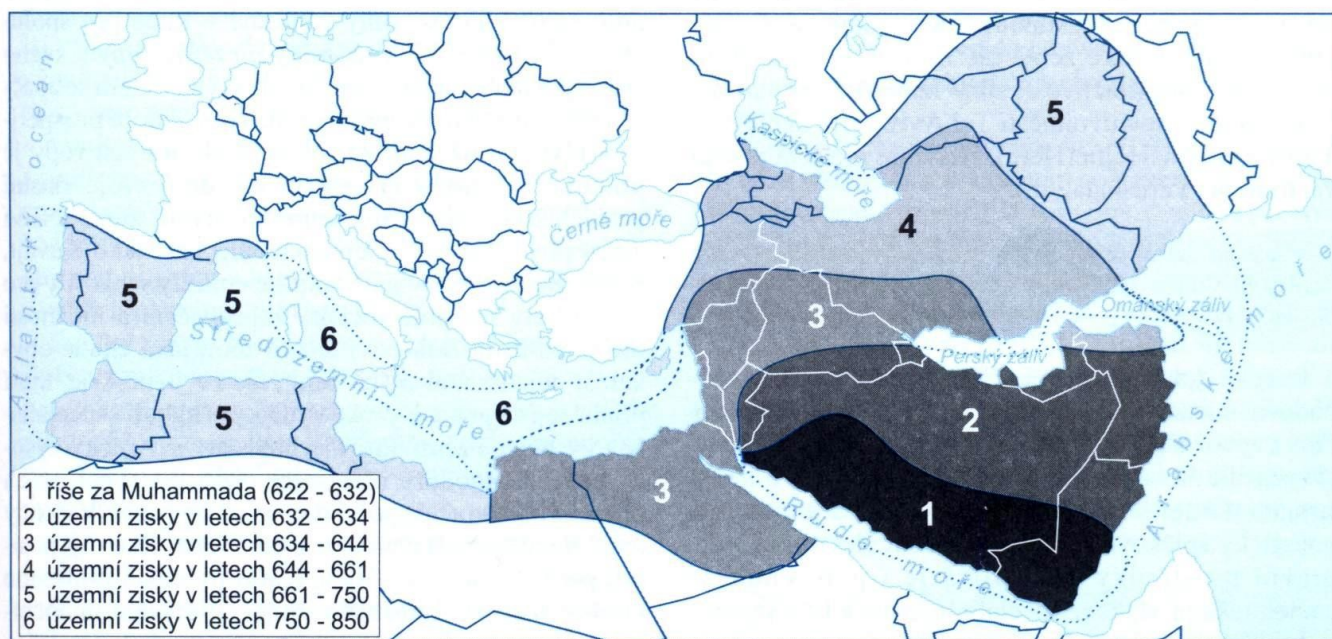 Atlantský oceán
Černé moře
Kaspické moře
Středozemní moře
Omanský záliv
Perský záliv
Arabské moře
Rudé moře
5
4
5
5
6
3
6
2
5
3
1
1 říše za Muhammada (622 - 632)
2 územní zisky v letech 632 - 634
3 územní zisky v letech 634 - 644
4 územní zisky v letech 644 - 661
5 územní zisky v letech 661 - 750
6 územní zisky v letech 750 - 850